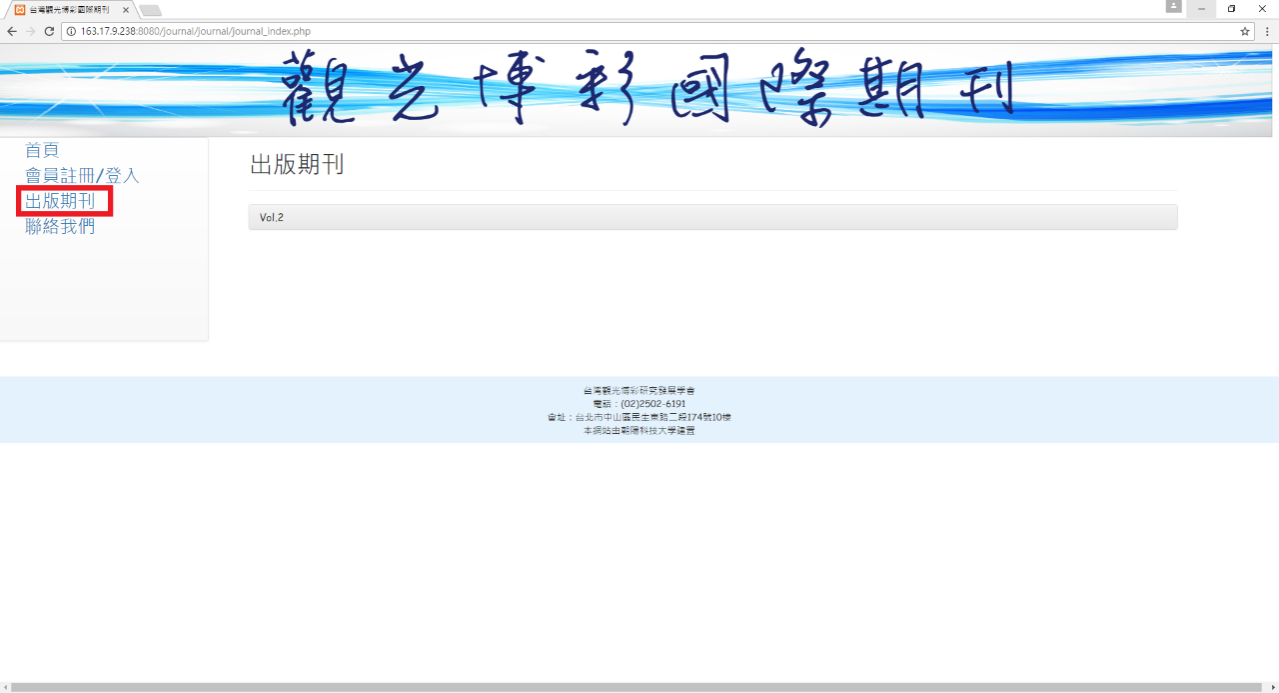 台灣觀光博彩國際期刊
163.17.9.238:8080/journal/journal/journal_index.php
觀光博彩國際期刊
首頁
會員註冊/登入
出版期刊
聯絡我們
出版期刊
Vol.2
台灣觀光博彩研究發展學會
電話：(02)2502-6191
會址：台北市中山區民生東路二段174號10樓
本網站由朝陽科技大學建置